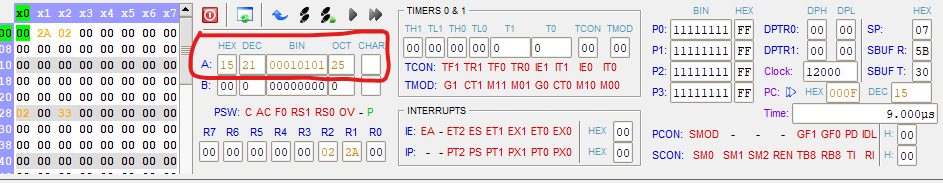 x0 x1 x2 x3 x4 x5 x6 x7
00 00 2A 02 00 00 00 00 00
08 00 00 00 00 00 00 00 00
10 00 00 00 00 00 00 00 00
18 00 00 00 00 00 00 00 00
20 00 00 00 00 00 00 00 00
28 02 00 33 00 00 00 00 00
30 00 00 00 00 00 00 00 00
38 00 00 00 00 00 00 00 00
40 00 00 00 00 00 00 00 00
HEX DEC BIN OCT CHAR
A: 15 21 00010101 25
B: 00 0 00000000 0
PSW: C AC F0 RS1 RS0 OV - P
R7 R6 R5 R4 R3 R2 R1 R0
00 00 00 00 00 02 2A 00
TIMERS 0 & 1
TH1 TL1 TH0 TL0 T1 T0 TCON TMOD
00 00 00 00 0 0 00 00
TCON: TF1 TR1 TF0 TR0 IE1 IT1 IE0 IT0
TMOD: G1 CT1 M11 M01 G0 CT0 M10 M00
INTERRUPTS
IE: EA - ET2 ES ET1 EX1 ET0 EX0 HEX 00
IP: - - PT2 PS PT1 PX1 PT0 PX0 HEX 00
BIN HEX
P0: 11111111 FF
P1: 11111111 FF
P2: 11111111 FF
P3: 11111111 FF
DPH DPL
DPTR0: 00 00
DPTR1: 00 00
Clock: 12000
HEX
SP: 07
SBUF R: 5B
SBUF T: 30
PC: HEX 000F DEC 15
Time: 9.000µs
PCON: SMOD - - - GF1 GF0 PD IDL H: 00
SCON: SM0 SM1 SM2 REN TB8 RB8 TI RI H: 00